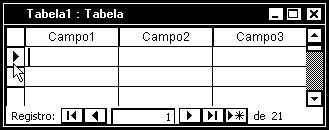 Tabela1 : Tabela
Campo1 Campo2 Campo3
Registro: 1 de 21